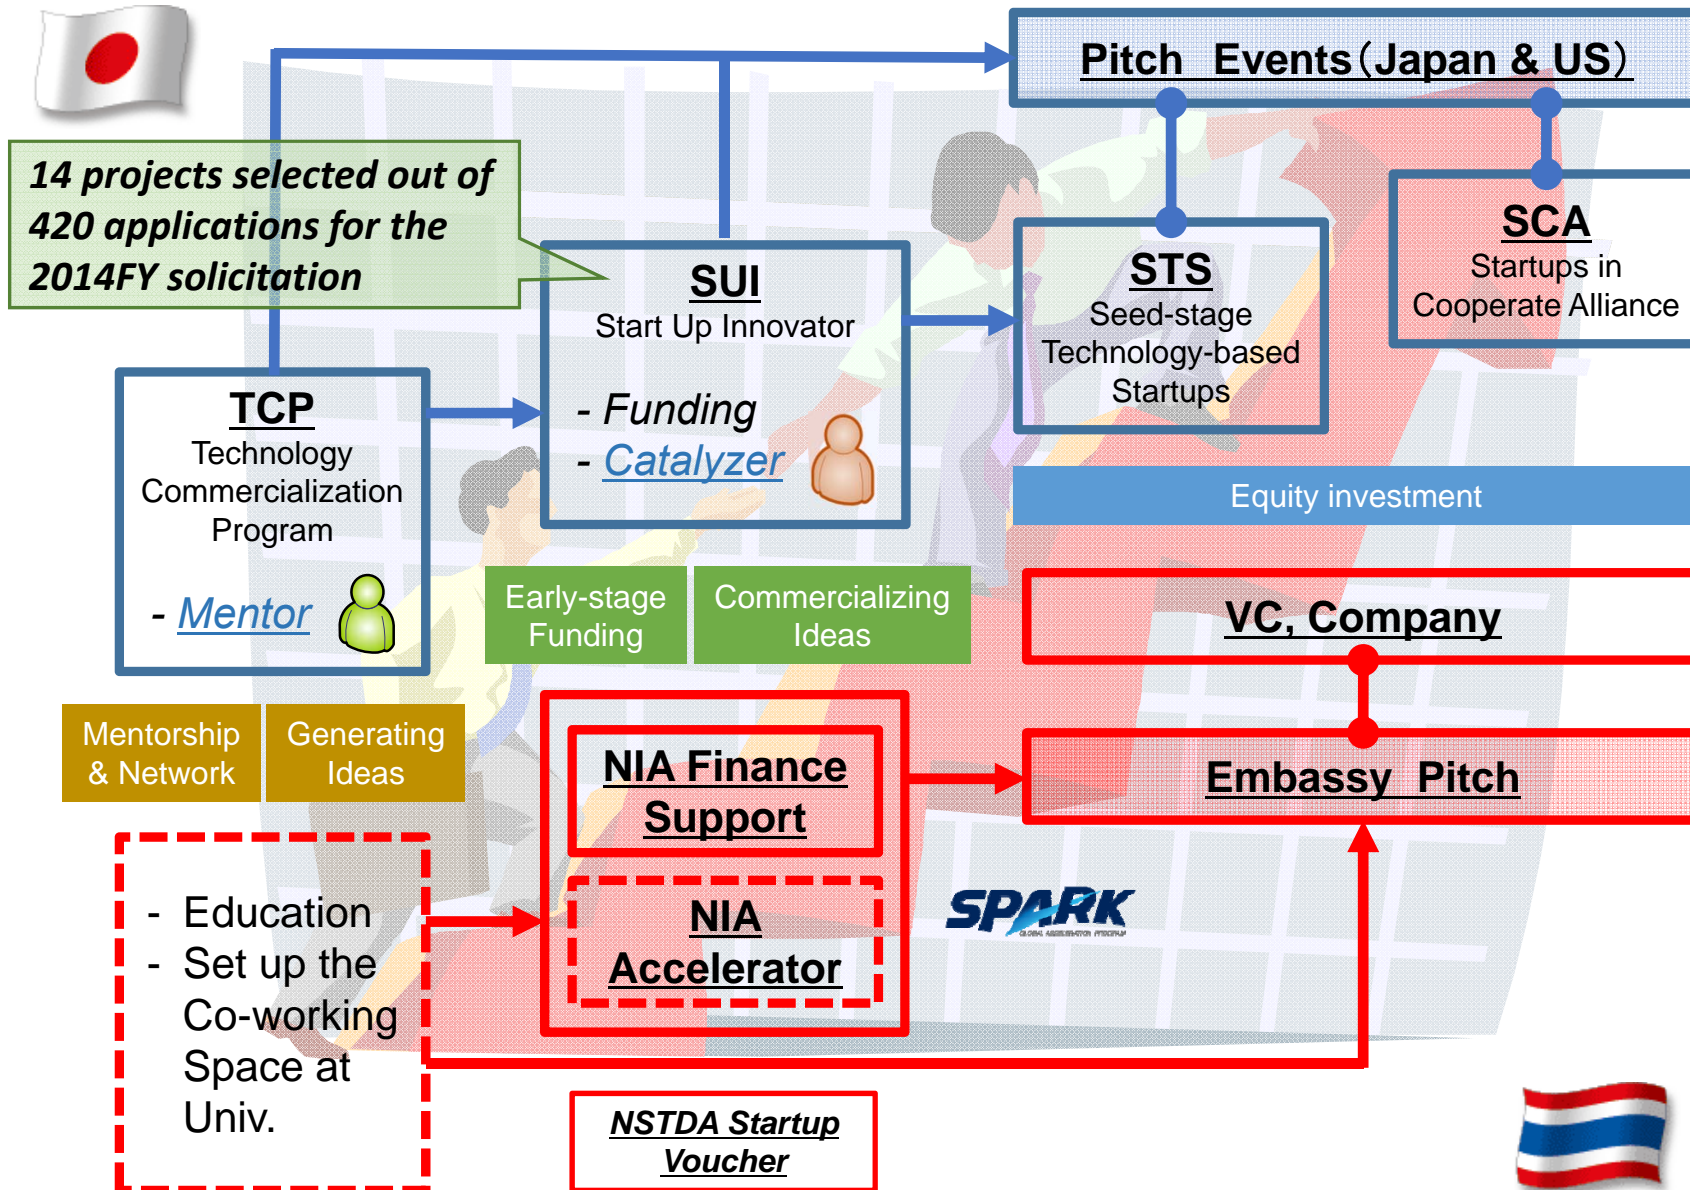 Pitch Events（Japan & US）
14 projects selected out of
420 applications for the
2014FY solicitation
SCA
Startups in
Cooperate Alliance
SUI
Start Up Innovator
- Funding
- Catalyzer
STS
Seed-stage
Technology-based
Startups
TCP
Technology
Commercialization
Program
- Mentor
Equity investment
Early-stage
Funding
Commercializing
Ideas
VC, Company
Mentorship
& Network
Generating
Ideas
NIA Finance
Support
Embassy Pitch
- Education
- Set up the
Co-working
Space at
Univ.
NIA
Accelerator
SPARK
GLOBAL ACCELERATOR PROGRAM
NSTDA Startup
Voucher